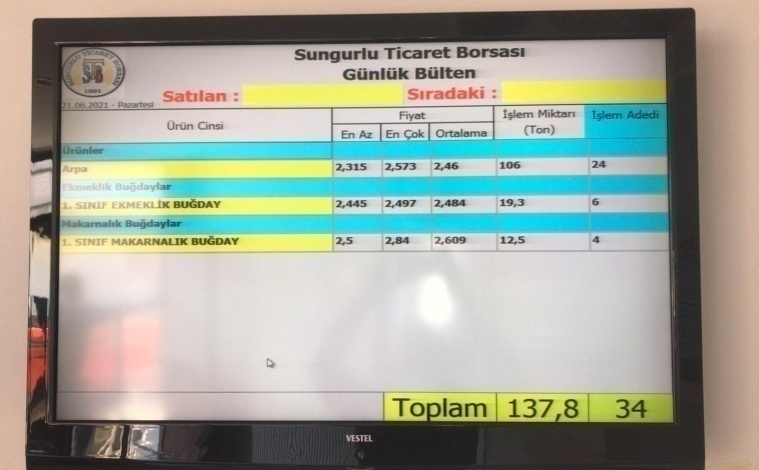 Sungurlu Ticaret Borsası
Günlük Bülten
21.06.2021 - Pazartesi
Satılan :
Sıradaki :
Ürün Cinsi Fiyat İşlem Miktarı (Ton) İşlem Adedi
En Az En Çok Ortalama
Ürünler
Arpa 2,315 2,573 2,46 106 24
Ekmeklik Buğdaylar
1. SINIF EKMEKLİK BUĞDAY 2,445 2,497 2,484 19,3 6
Makarnalık Buğdaylar
1. SINIF MAKARNALIK BUĞDAY 2,5 2,84 2,609 12,5 4
Toplam 137,8 34
VESTEL